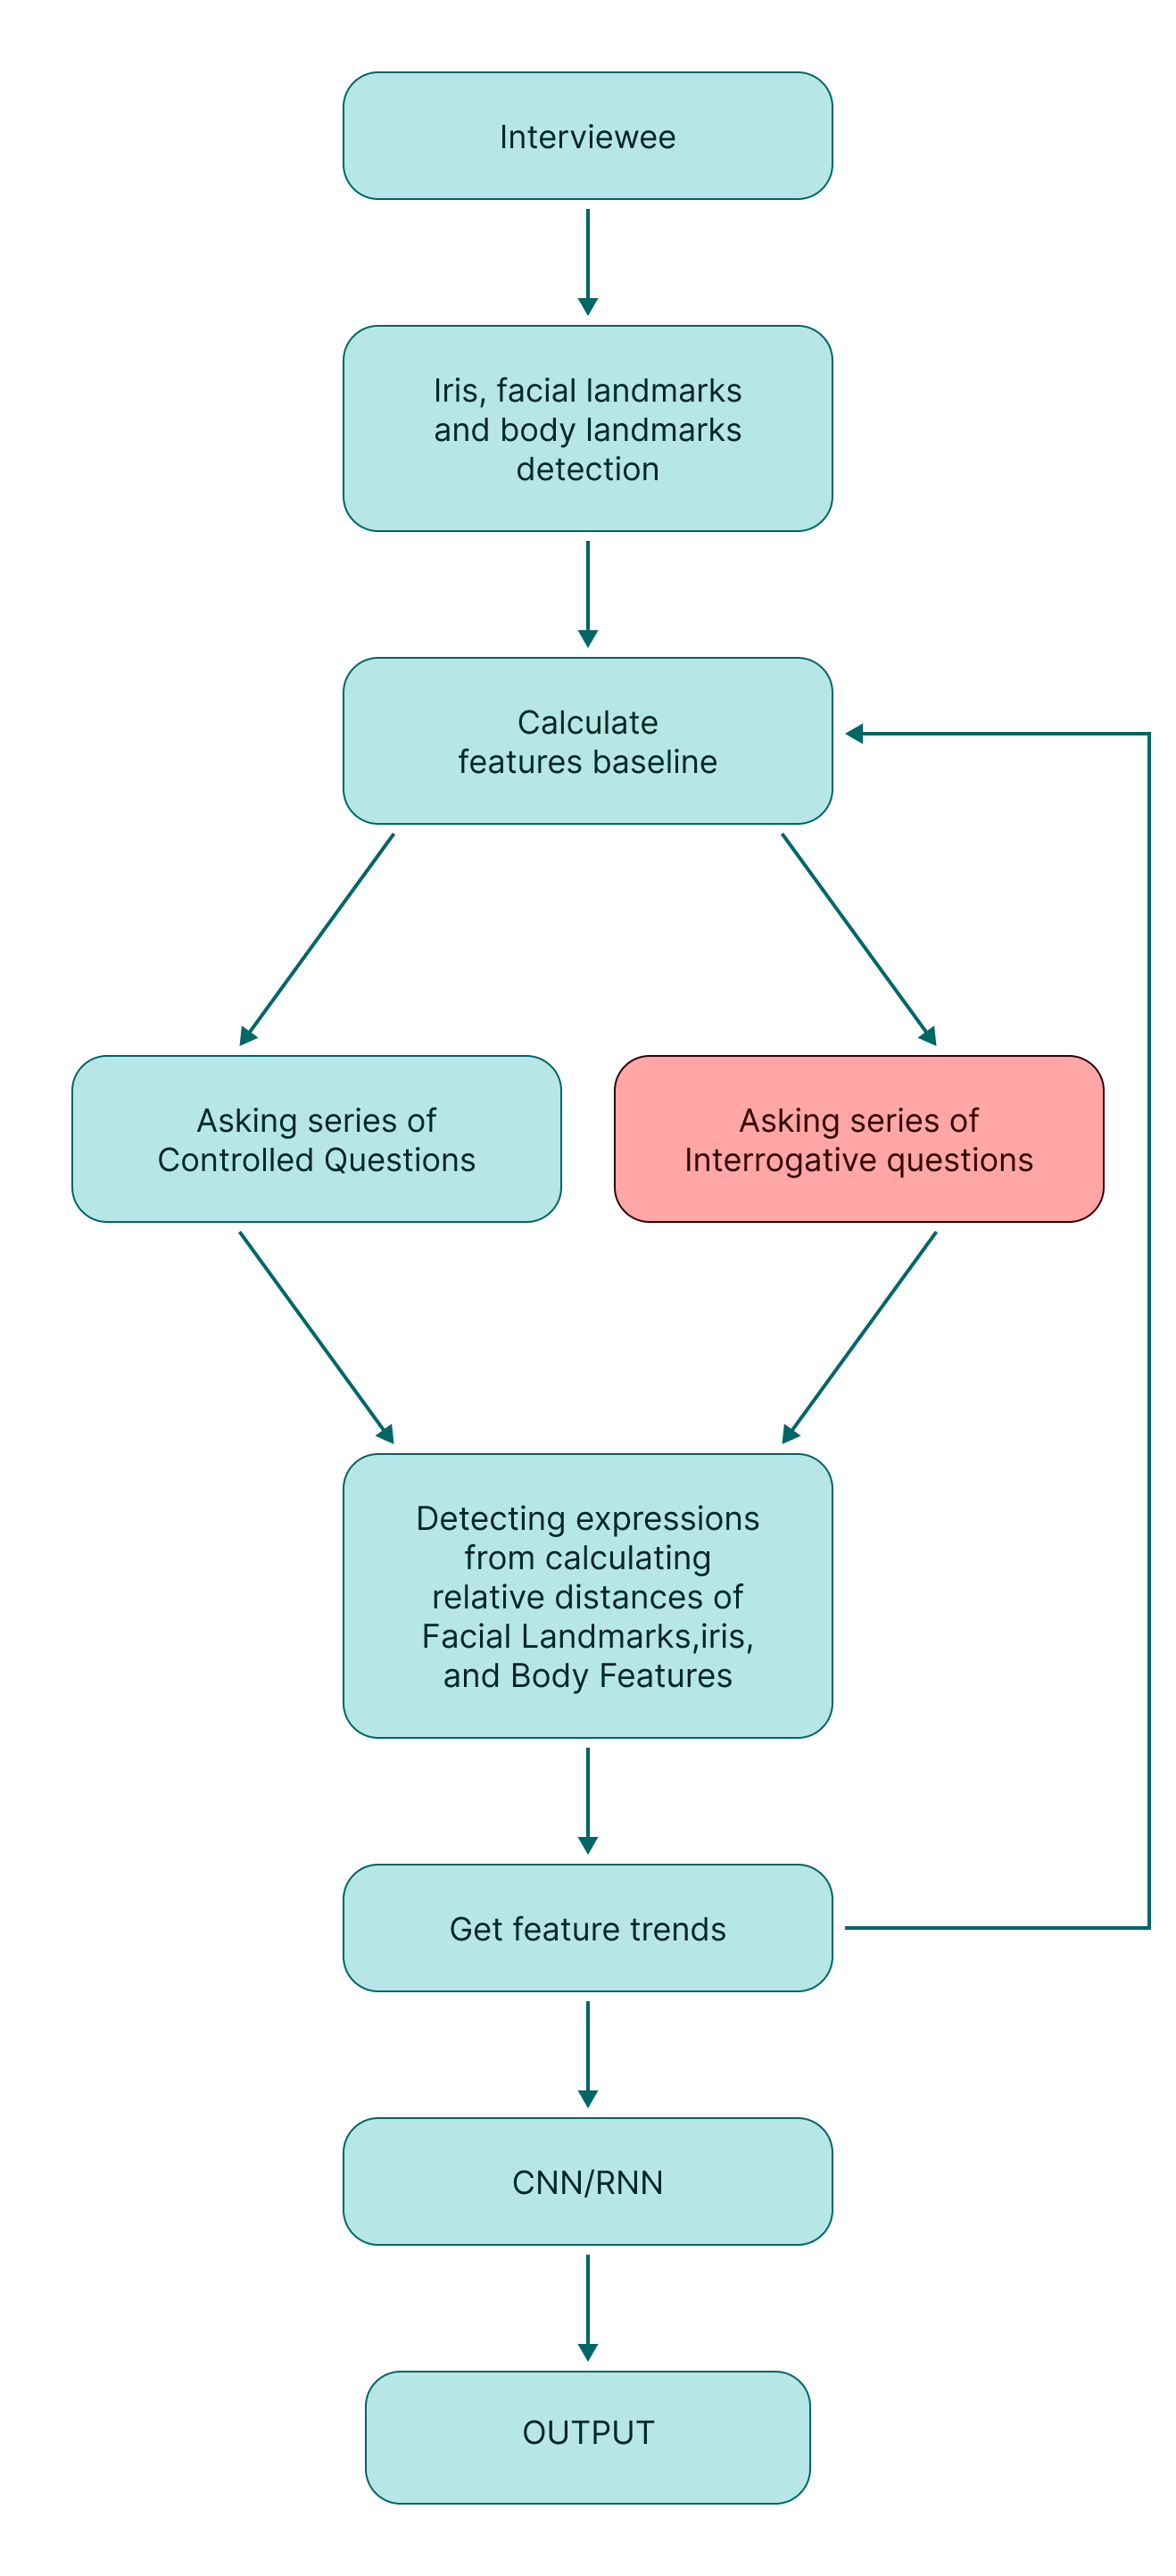 Interviewee
Iris, facial landmarks
and body landmarks
detection
Calculate
features baseline
Asking series of
Controlled Questions
Asking series of
Interrogative questions
Detecting expressions
from calculating
relative distances of
Facial Landmarks,iris,
and Body Features
Get feature trends
CNN/RNN
OUTPUT